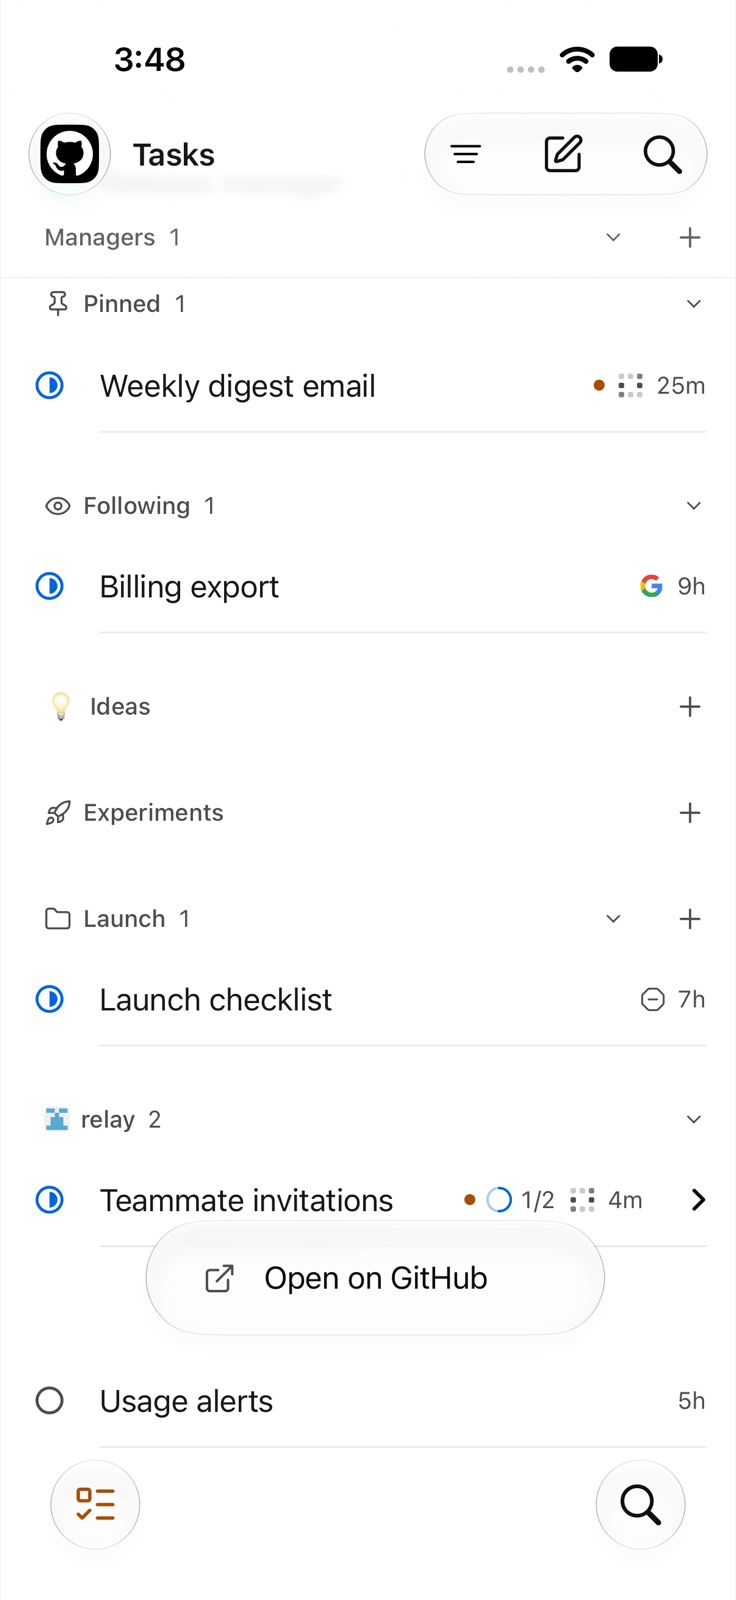 3:48
Tasks
Managers 1
Pinned 1
Weekly digest email 25m
Following 1
Billing export 9h
Ideas
Experiments
Launch 1
Launch checklist 7h
relay 2
Teammate invitations 1/2 4m
Open on GitHub
Usage alerts 5h